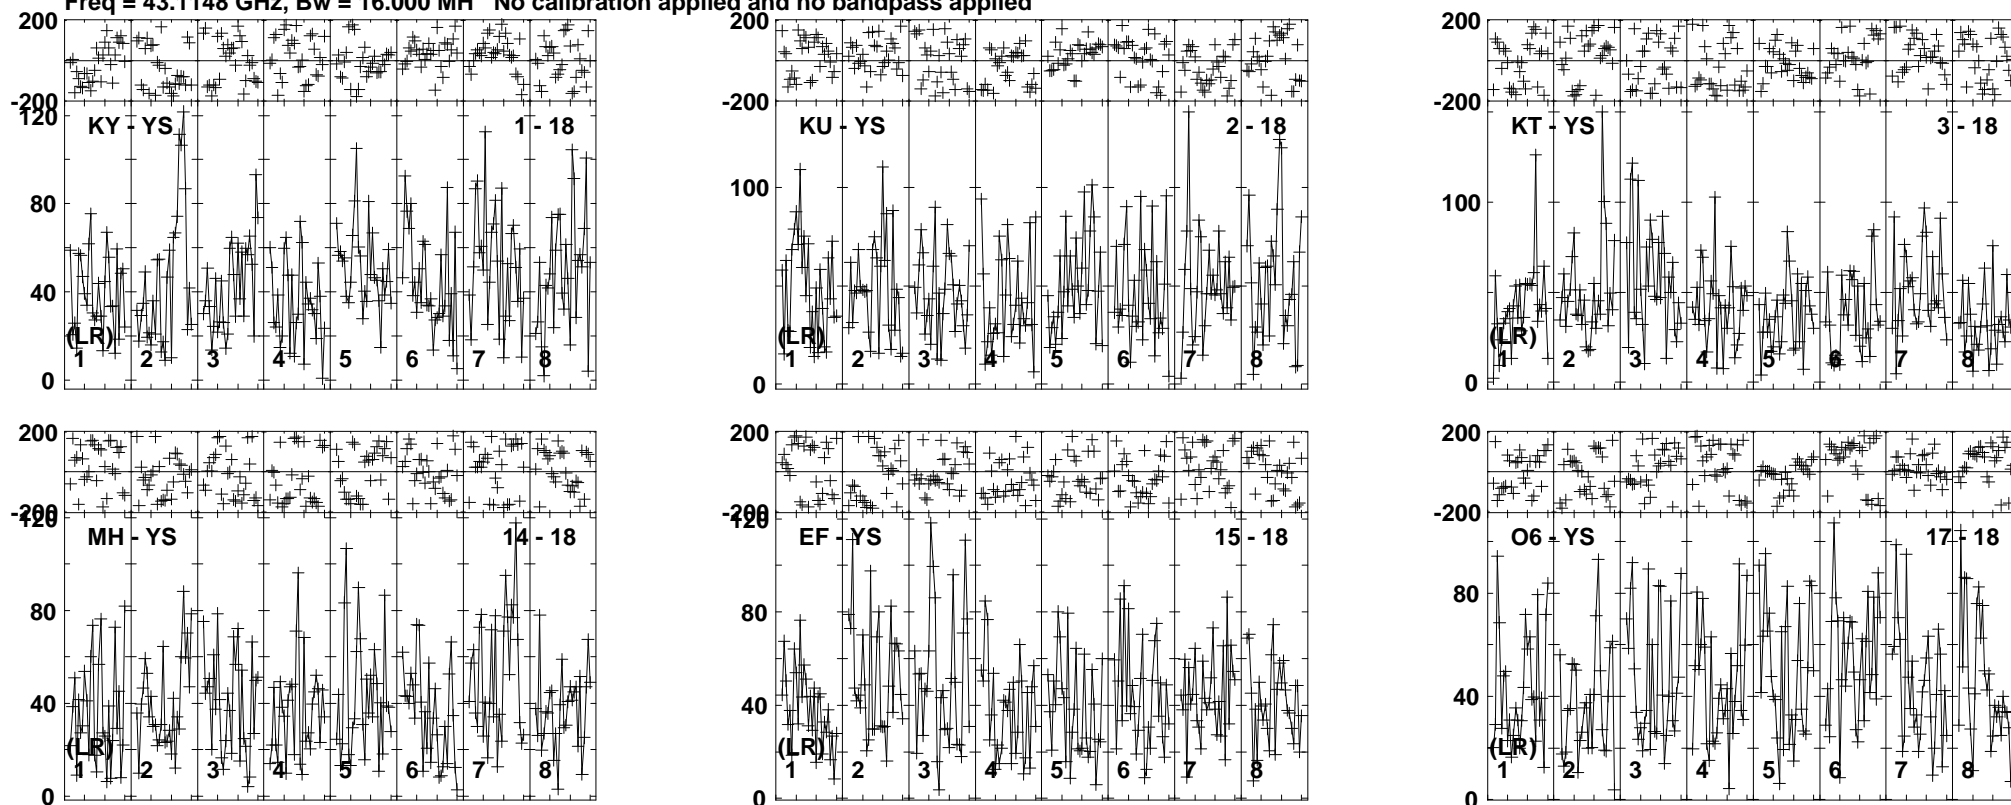 Freq = 43.1148 GHz, Bw = 16.000 MH No calibration applied and no bandpass applied
200
-200
120
80
40
0
KY - YS
1 - 18
(LR)
1 2 3 4 5 6 7 8
200
-200
100
0
KU - YS
2 - 18
(LR)
1 2 3 4 5 6 7 8
200
-200
100
0
KT - YS
3 - 18
(LR)
1 2 3 4 5 6 7 8
200
-200
120
80
40
0
MH - YS
14 - 18
(LR)
1 2 3 4 5 6 7 8
200
-200
120
80
40
0
EF - YS
15 - 18
(LR)
1 2 3 4 5 6 7 8
200
-200
80
40
0
O6 - YS
17 - 18
(LR)
1 2 3 4 5 6 7 8